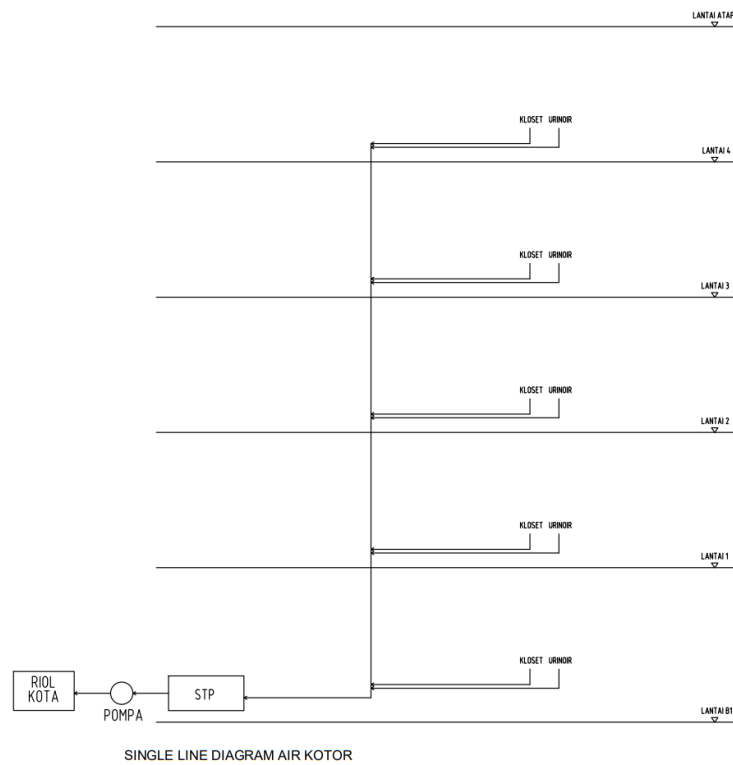 LANTAI ATAP
KLOSET URINOIR
LANTAI 4
KLOSET URINOIR
LANTAI 3
KLOSET URINOIR
LANTAI 2
KLOSET URINOIR
LANTAI 1
KLOSET URINOIR
RIOL
KOTA
POMPA
STP
LANTAI B1
SINGLE LINE DIAGRAM AIR KOTOR